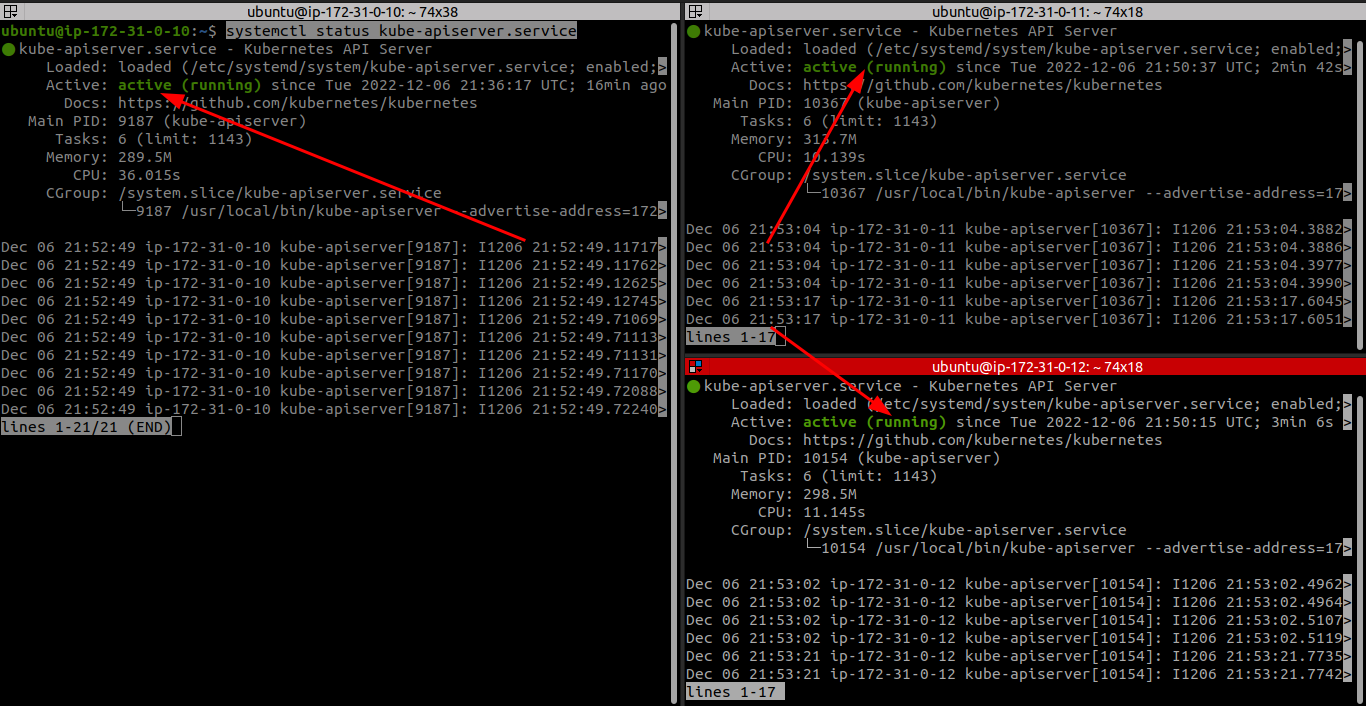 ubuntu@ip-172-31-0-10: ~ 74x38
ubuntu@ip-172-31-0-10:~$ systemctl status kube-apiserver.service
kube-apiserver.service - Kubernetes API Server
Loaded: loaded (/etc/systemd/system/kube-apiserver.service; enabled;>
Active: active (running) since Tue 2022-12-06 21:36:17 UTC; 16min ago
Docs: https://github.com/kubernetes/kubernetes
Main PID: 9187 (kube-apiserver)
Tasks: 6 (limit: 1143)
Memory: 289.5M
CPU: 36.015s
CGroup: /system.slice/kube-apiserver.service
└─9187 /usr/local/bin/kube-apiserver --advertise-address=172>
Dec 06 21:52:49 ip-172-31-0-10 kube-apiserver[9187]: I1206 21:52:49.11717>
Dec 06 21:52:49 ip-172-31-0-10 kube-apiserver[9187]: I1206 21:52:49.11762>
Dec 06 21:52:49 ip-172-31-0-10 kube-apiserver[9187]: I1206 21:52:49.12625>
Dec 06 21:52:49 ip-172-31-0-10 kube-apiserver[9187]: I1206 21:52:49.12745>
Dec 06 21:52:49 ip-172-31-0-10 kube-apiserver[9187]: I1206 21:52:49.71069>
Dec 06 21:52:49 ip-172-31-0-10 kube-apiserver[9187]: I1206 21:52:49.71113>
Dec 06 21:52:49 ip-172-31-0-10 kube-apiserver[9187]: I1206 21:52:49.71131>
Dec 06 21:52:49 ip-172-31-0-10 kube-apiserver[9187]: I1206 21:52:49.71170>
Dec 06 21:52:49 ip-172-31-0-10 kube-apiserver[9187]: I1206 21:52:49.72088>
Dec 06 21:52:49 ip-172-31-0-10 kube-apiserver[9187]: I1206 21:52:49.72240>
lines 1-21/21 (END)
ubuntu@ip-172-31-0-11: ~ 74x18
kube-apiserver.service - Kubernetes API Server
Loaded: loaded (/etc/systemd/system/kube-apiserver.service; enabled;>
Active: active (running) since Tue 2022-12-06 21:50:37 UTC; 2min 42s>
Docs: https://github.com/kubernetes/kubernetes
Main PID: 10367 (kube-apiserver)
Tasks: 6 (limit: 1143)
Memory: 313.7M
CPU: 10.139s
CGroup: /system.slice/kube-apiserver.service
└─10367 /usr/local/bin/kube-apiserver --advertise-address=17>
Dec 06 21:53:04 ip-172-31-0-11 kube-apiserver[10367]: I1206 21:53:04.3882>
Dec 06 21:53:04 ip-172-31-0-11 kube-apiserver[10367]: I1206 21:53:04.3886>
Dec 06 21:53:04 ip-172-31-0-11 kube-apiserver[10367]: I1206 21:53:04.3977>
Dec 06 21:53:04 ip-172-31-0-11 kube-apiserver[10367]: I1206 21:53:04.3990>
Dec 06 21:53:17 ip-172-31-0-11 kube-apiserver[10367]: I1206 21:53:17.6045>
Dec 06 21:53:17 ip-172-31-0-11 kube-apiserver[10367]: I1206 21:53:17.6051>
lines 1-17
ubuntu@ip-172-31-0-12: ~ 74x18
kube-apiserver.service - Kubernetes API Server
Loaded: loaded (/etc/systemd/system/kube-apiserver.service; enabled;>
Active: active (running) since Tue 2022-12-06 21:50:15 UTC; 3min 6s >
Docs: https://github.com/kubernetes/kubernetes
Main PID: 10154 (kube-apiserver)
Tasks: 6 (limit: 1143)
Memory: 298.5M
CPU: 11.145s
CGroup: /system.slice/kube-apiserver.service
└─10154 /usr/local/bin/kube-apiserver --advertise-address=17>
Dec 06 21:53:02 ip-172-31-0-12 kube-apiserver[10154]: I1206 21:53:02.4962>
Dec 06 21:53:02 ip-172-31-0-12 kube-apiserver[10154]: I1206 21:53:02.4964>
Dec 06 21:53:02 ip-172-31-0-12 kube-apiserver[10154]: I1206 21:53:02.5107>
Dec 06 21:53:02 ip-172-31-0-12 kube-apiserver[10154]: I1206 21:53:02.5119>
Dec 06 21:53:21 ip-172-31-0-12 kube-apiserver[10154]: I1206 21:53:21.7735>
Dec 06 21:53:21 ip-172-31-0-12 kube-apiserver[10154]: I1206 21:53:21.7742>
lines 1-17